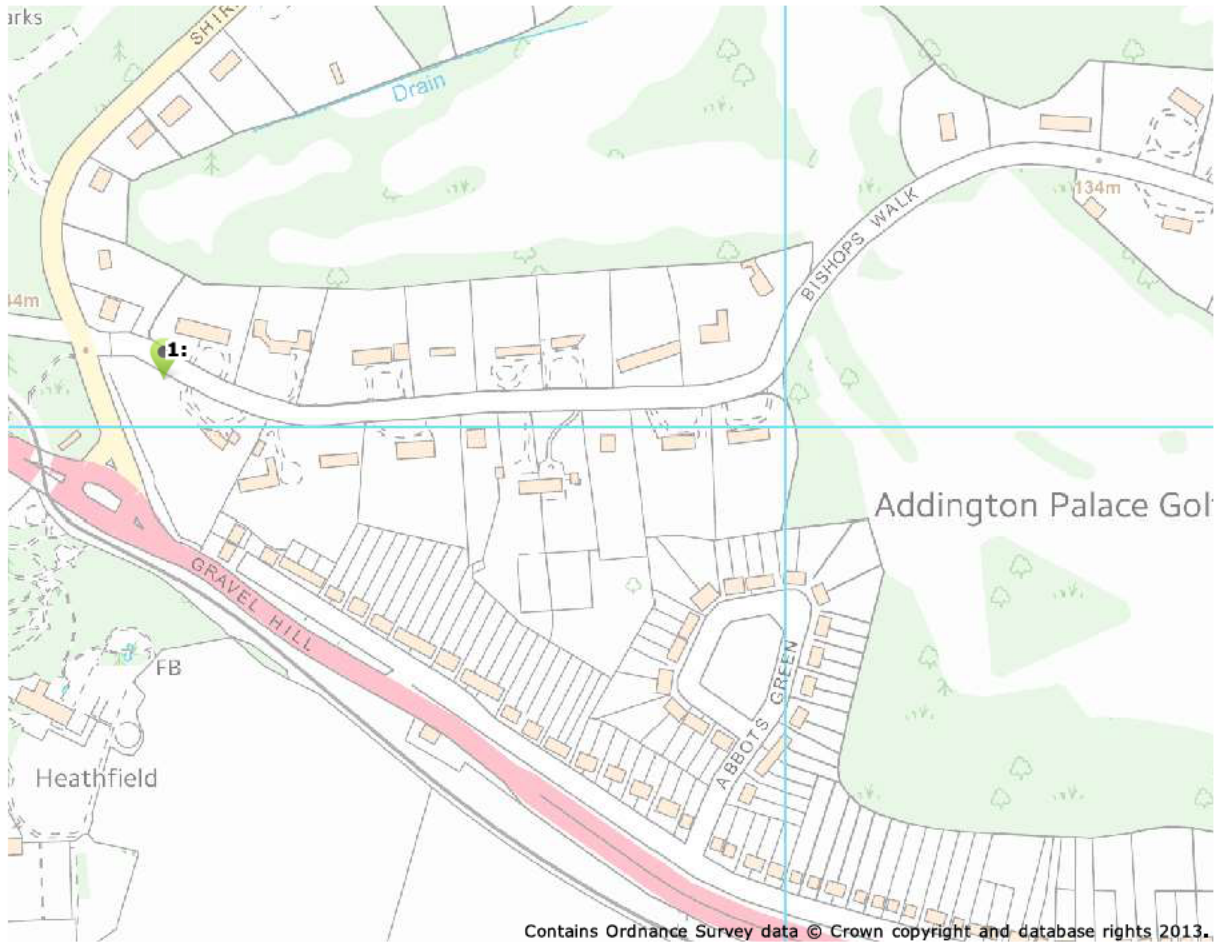 arks
SHIR
Drain
BISHOPS WALK
134m
44m
1:
Addington Palace Gol
GRAVEL HILL
ABBOTS GREEN
FB
Heathfield
Contains Ordnance Survey data © Crown copyright and database rights 2013.